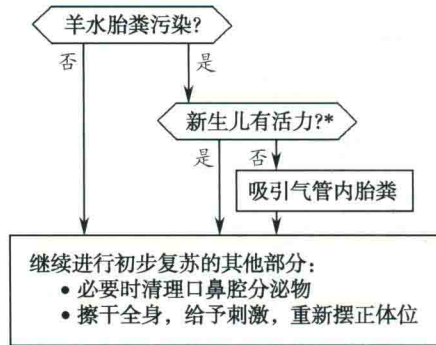 羊水胎粪污染?
否
是
新生儿有活力?*
是
否
吸引气管内胎粪
继续进行初步复苏的其他部分：
• 必要时清理口鼻腔分泌物
• 擦干全身，给予刺激，重新摆正体位